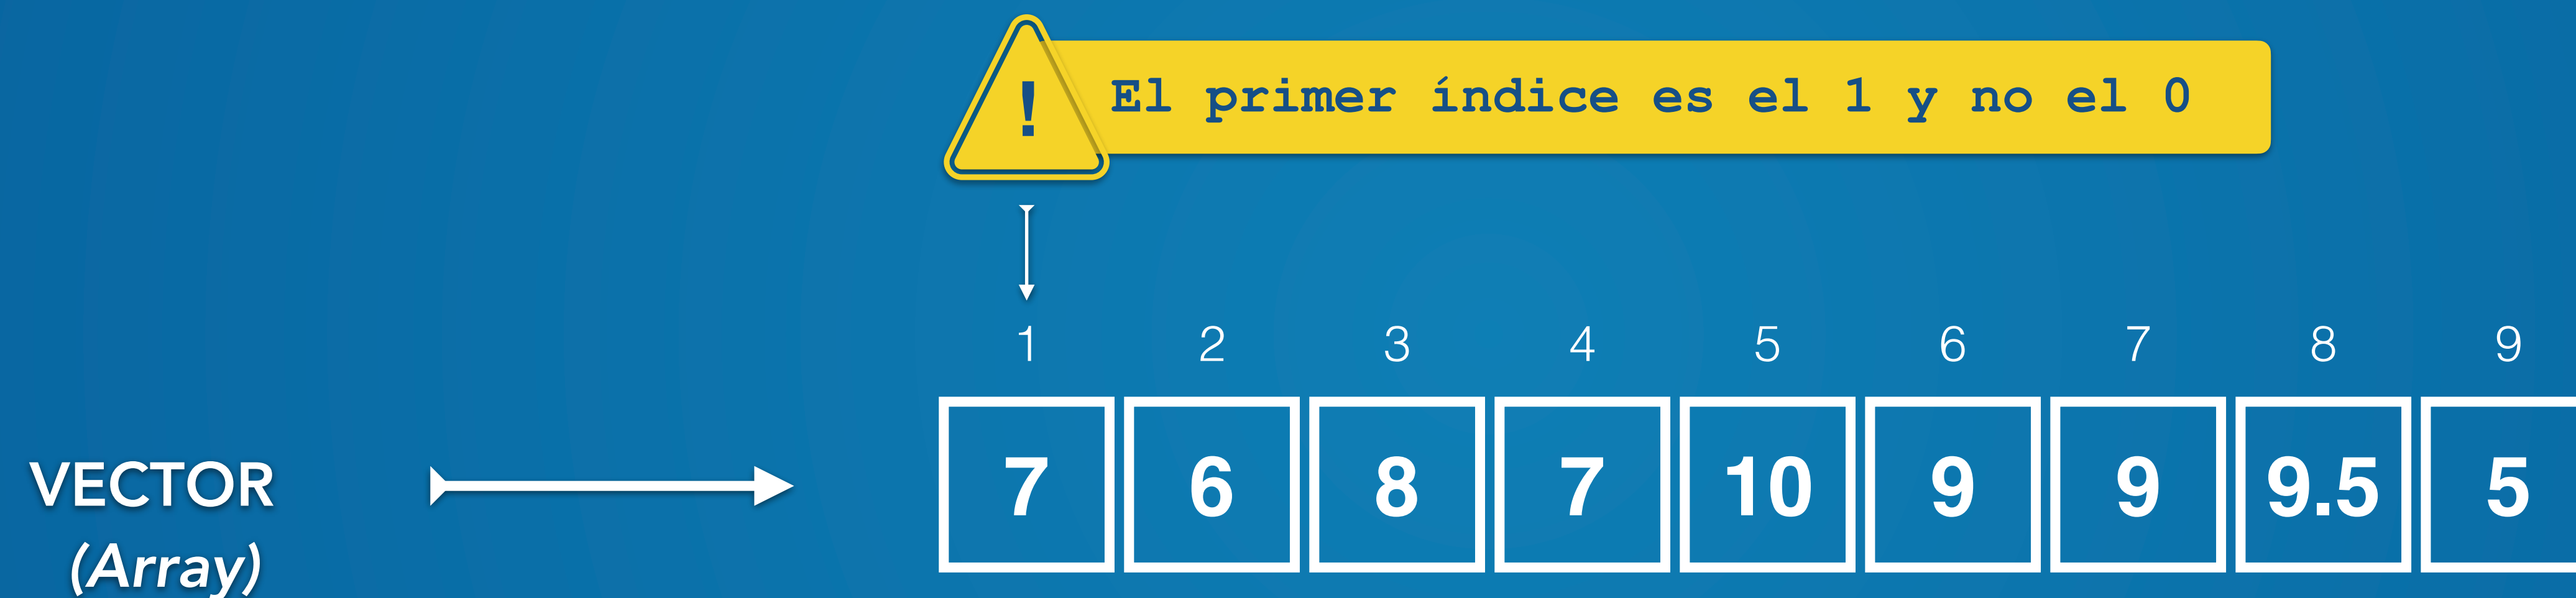 !
El primer índice es el 1 y no el 0
1 2 3 4 5 6 7 8 9
VECTOR
7 6 8 7 10 9 9 9.5 5
(Array)